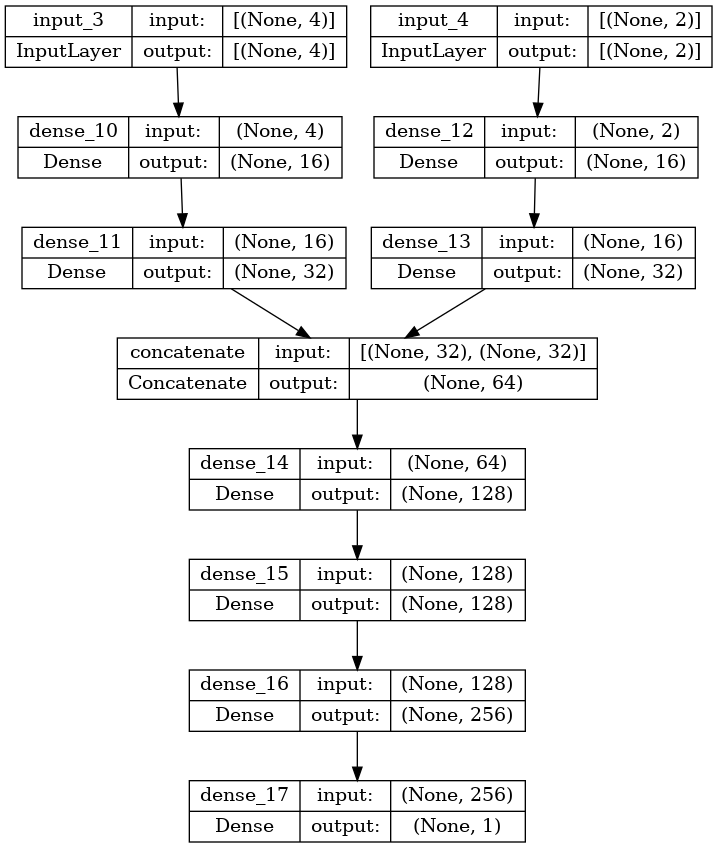 input_3 input: [(None, 4)]
InputLayer output: [(None, 4)]
input_4 input: [(None, 2)]
InputLayer output: [(None, 2)]
dense_10 input: (None, 4)
Dense output: (None, 16)
dense_12 input: (None, 2)
Dense output: (None, 16)
dense_11 input: (None, 16)
Dense output: (None, 32)
dense_13 input: (None, 16)
Dense output: (None, 32)
concatenate input: [(None, 32), (None, 32)]
Concatenate output: (None, 64)
dense_14 input: (None, 64)
Dense output: (None, 128)
dense_15 input: (None, 128)
Dense output: (None, 128)
dense_16 input: (None, 128)
Dense output: (None, 256)
dense_17 input: (None, 256)
Dense output: (None, 1)